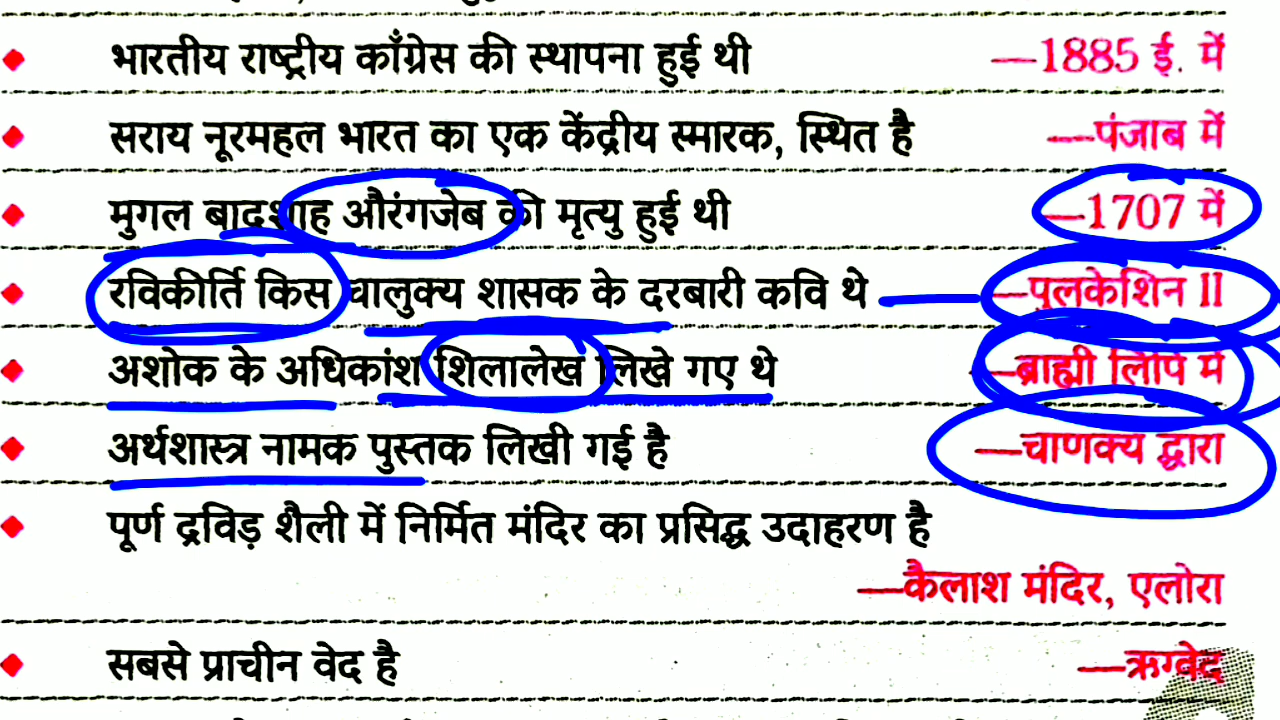 भारतीय राष्ट्रीय काँग्रेस की स्थापना हुई थी —1885 ई. में
सराय नूरमहल भारत का एक केंद्रीय स्मारक, स्थित है —पंजाब में
मुगल बादशाह औरंगजेब की मृत्यु हुई थी —1707 में
रविकीर्ति किस चालुक्य शासक के दरबारी कवि थे —पुलकेशिन II
अशोक के अधिकांश शिलालेख लिखे गए थे —ब्राह्मी लिपि में
अर्थशास्त्र नामक पुस्तक लिखी गई है —चाणक्य द्वारा
पूर्ण द्रविड़ शैली में निर्मित मंदिर का प्रसिद्ध उदाहरण है
—कैलाश मंदिर, एलोरा
सबसे प्राचीन वेद है —ऋग्वेद